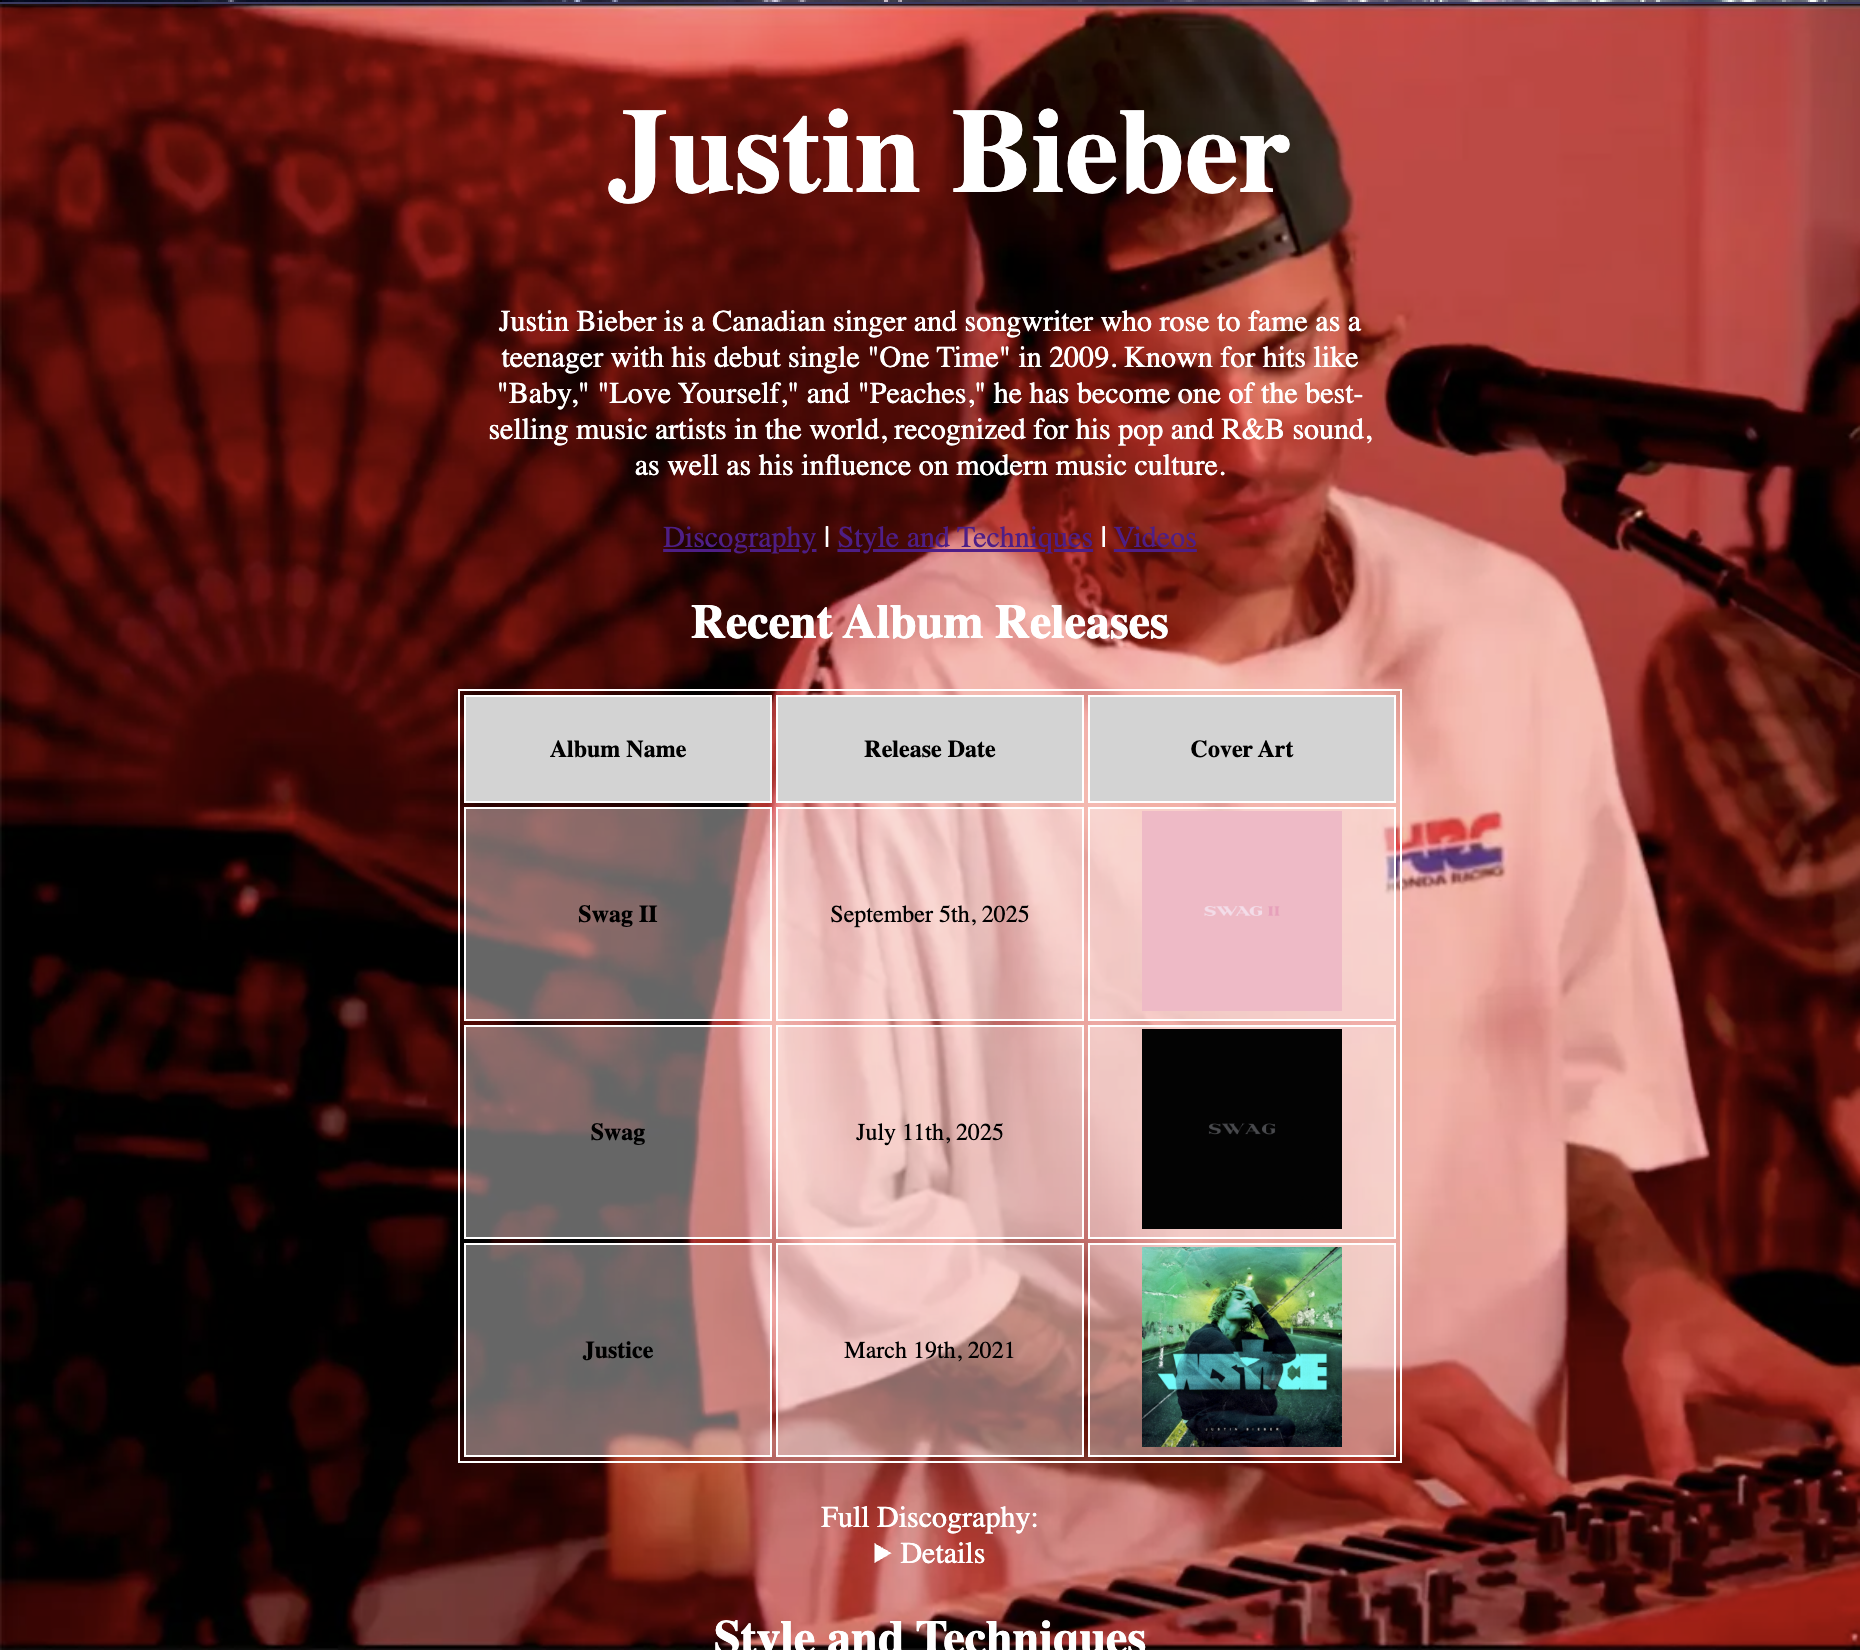 Justin Bieber
Justin Bieber is a Canadian singer and songwriter who rose to fame as a
teenager with his debut single "One Time" in 2009. Known for hits like
"Baby," "Love Yourself," and "Peaches," he has become one of the best-
selling music artists in the world, recognized for his pop and R&B sound,
as well as his influence on modern music culture.
Discography | Style and Techniques | Videos
Recent Album Releases
Album Name Release Date Cover Art
Swag II September 5th, 2025 SWAG II
HRC
HONDA RACING
Swag July 11th, 2025 SWAG
Justice March 19th, 2021 JUSTICE
JUSTIN BIEBER
Full Discography:
▶ Details
Style and Techniques